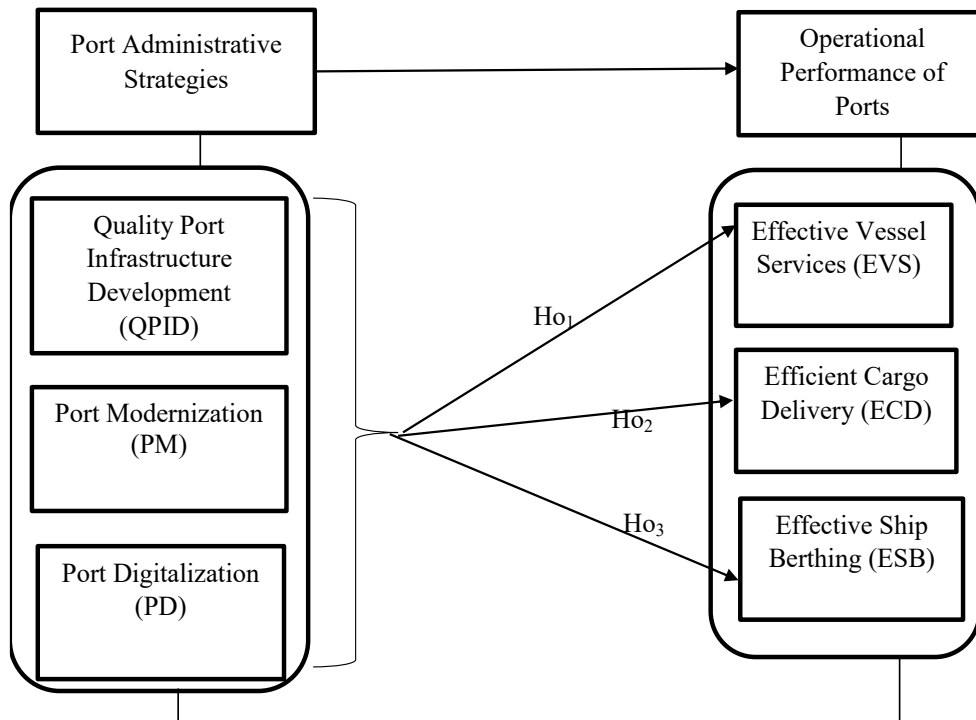 Port Administrative
Strategies
Operational
Performance of
Ports
Quality Port
Infrastructure
Development
(QPID)
Port Modernization
(PM)
Port Digitalization
(PD)
Ho₁
Ho₂
Ho₃
Effective Vessel
Services (EVS)
Efficient Cargo
Delivery (ECD)
Effective Ship
Berthing (ESB)